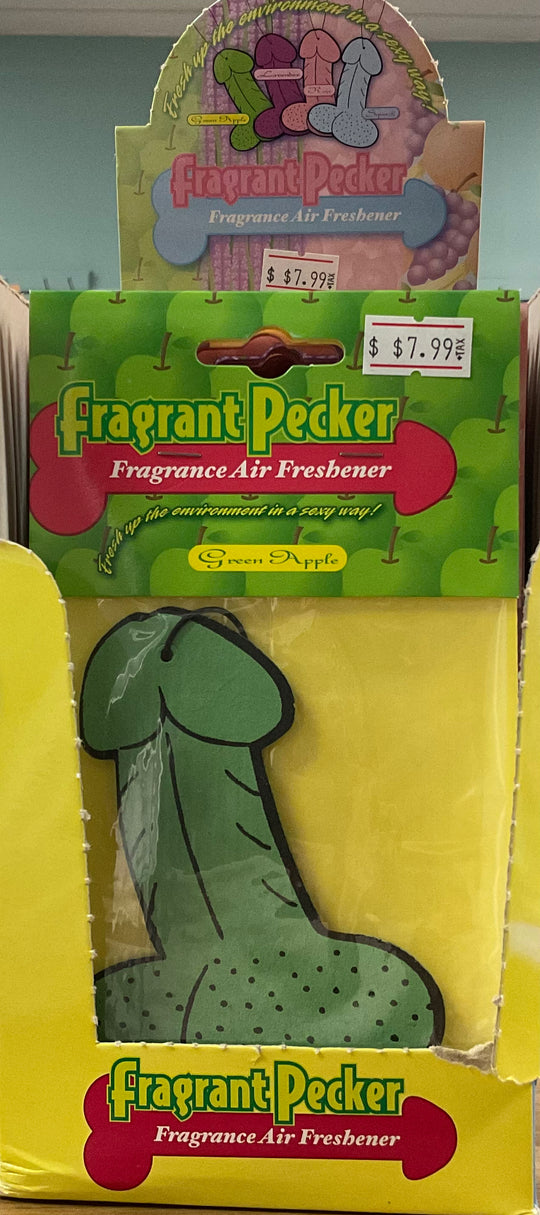 Fresh up the environment in a sexy way!
Lavender
Rose
Green Apple
Fragrant Pecker
Fragrance Air Freshener
$ $7.99 +TAX
$ $7.99 +TAX
Fragrant Pecker
Fragrance Air Freshener
Fresh up the environment in a sexy way!
Green Apple
Fragrant Pecker
Fragrance Air Freshener